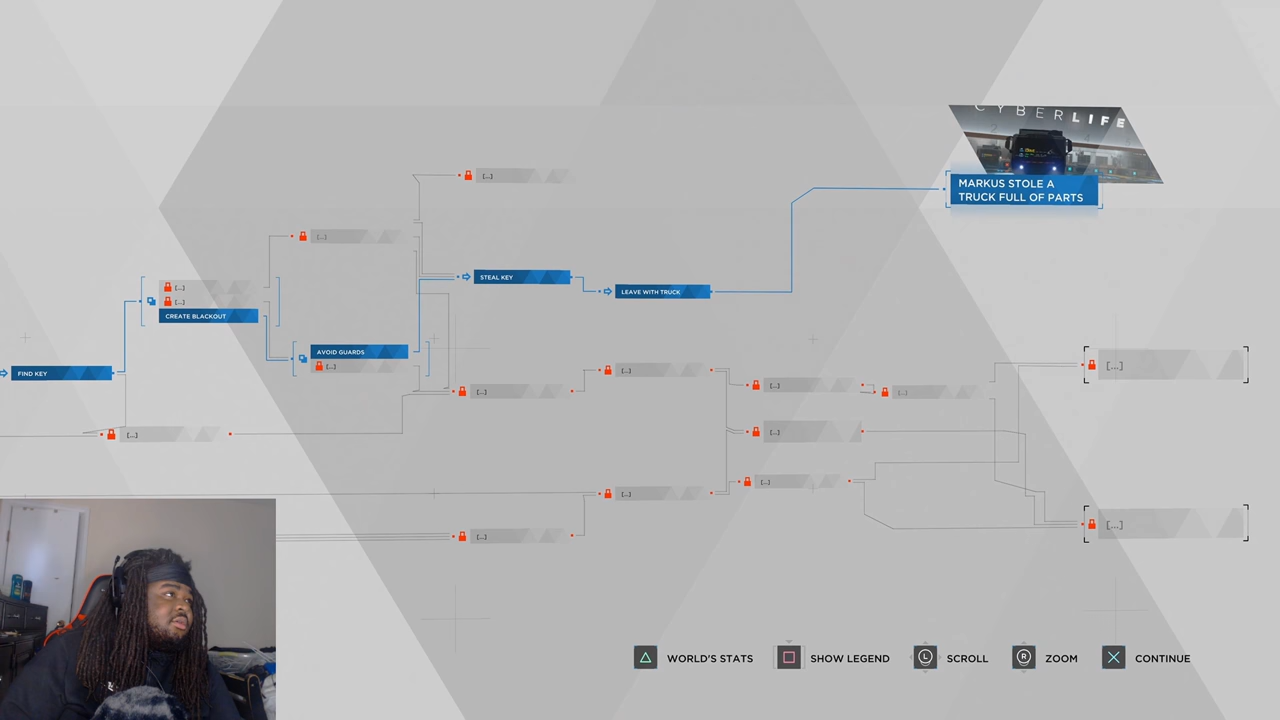 CYBERLIFE
MARKUS STOLE A
TRUCK FULL OF PARTS
[...]
[...]
STEAL KEY
[...]
[...]
CREATE BLACKOUT
LEAVE WITH TRUCK
AVOID GUARDS
[...]
FIND KEY
[...]
[...]
[...]
[...]
[...]
[...]
[...]
[...]
[...]
[...]
[...]
WORLD'S STATS
SHOW LEGEND
L
SCROLL
R
ZOOM
CONTINUE